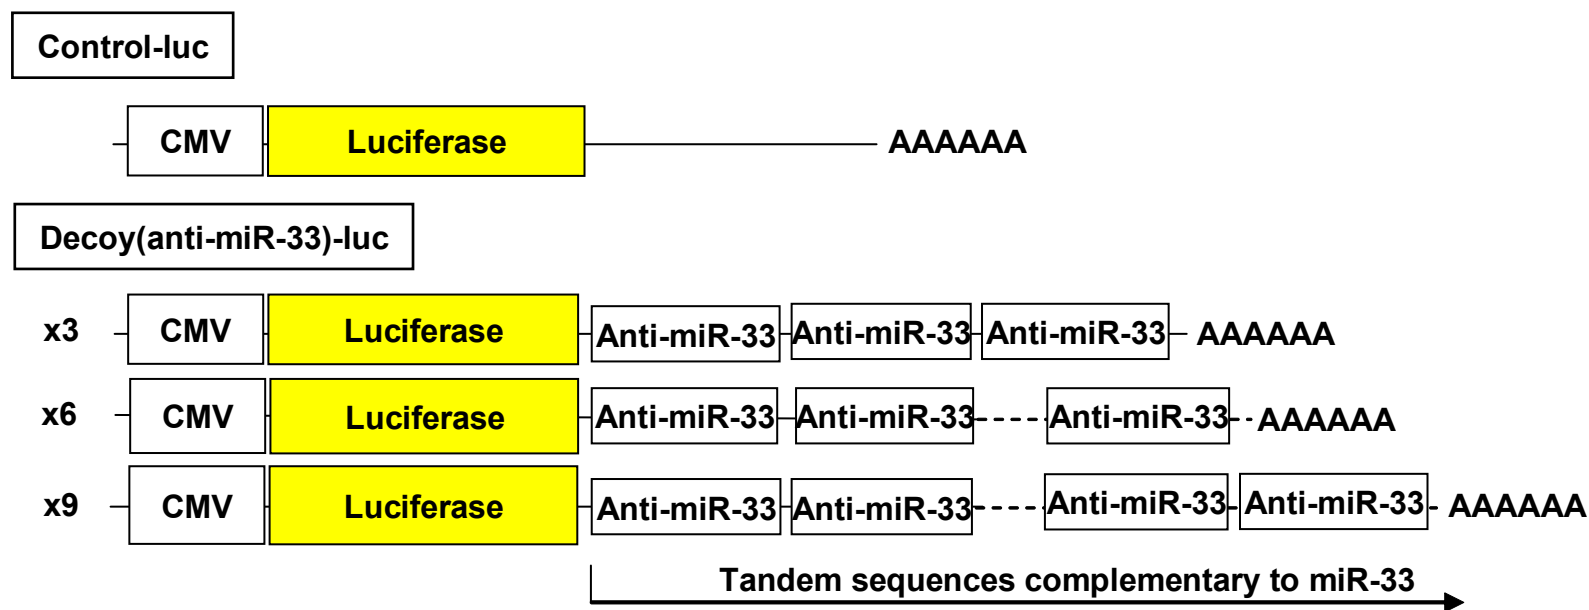 Control-luc
CMV Luciferase AAAAAA
Decoy(anti-miR-33)-luc
x3 CMV Luciferase Anti-miR-33 Anti-miR-33 Anti-miR-33 AAAAAA
x6 CMV Luciferase Anti-miR-33 Anti-miR-33 Anti-miR-33 AAAAAA
x9 CMV Luciferase Anti-miR-33 Anti-miR-33 Anti-miR-33 Anti-miR-33 AAAAAA
Tandem sequences complementary to miR-33